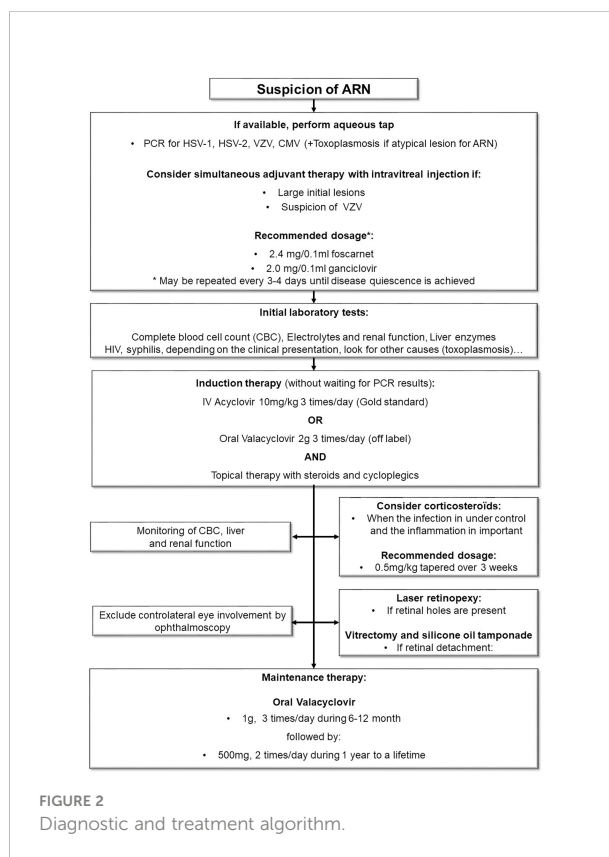 Suspicion of ARN
If available, perform aqueous tap
• PCR for HSV-1, HSV-2, VZV, CMV (+Toxoplasmosis if atypical lesion for ARN)
Consider simultaneous adjuvant therapy with intravitreal injection if:
• Large initial lesions
• Suspicion of VZV
Recommended dosage*:
• 2.4 mg/0.1ml foscarnet
• 2.0 mg/0.1ml ganciclovir
* May be repeated every 3-4 days until disease quiescence is achieved
Initial laboratory tests:
Complete blood cell count (CBC), Electrolytes and renal function, Liver enzymes
HIV, syphilis, depending on the clinical presentation, look for other causes (toxoplasmosis)…
Induction therapy (without waiting for PCR results):
IV Acyclovir 10mg/kg 3 times/day (Gold standard)
OR
Oral Valacyclovir 2g 3 times/day (off label)
AND
Topical therapy with steroids and cycloplegics
Monitoring of CBC, liver
and renal function
Consider corticosteroïds:
• When the infection in under control
and the inflammation in important
Recommended dosage:
• 0.5mg/kg tapered over 3 weeks
Exclude controlateral eye involvement by
ophthalmoscopy
Laser retinopexy:
• If retinal holes are present
Vitrectomy and silicone oil tamponade
• If retinal detachment:
Maintenance therapy:
Oral Valacyclovir
• 1g, 3 times/day during 6-12 month
followed by:
• 500mg, 2 times/day during 1 year to a lifetime
FIGURE 2
Diagnostic and treatment algorithm.